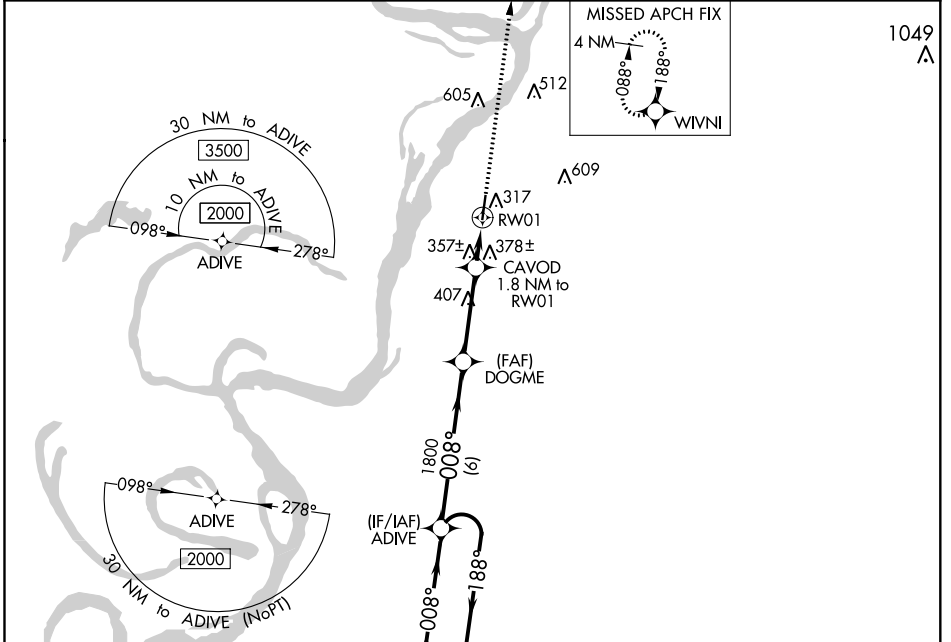 MISSED APCH FIX
4 NM
088°
188°
WIVNI
1049
605
512
609
317
RW01
357±
378±
CAVOD
1.8 NM to
RW01
407
(FAF)
DOGME
1800
008°
(6)
(IF/IAF)
ADIVE
008°
188°
30 NM to ADIVE
3500
10 NM to ADIVE
2000
098°
278°
ADIVE
098°
278°
ADIVE
2000
30 NM to ADIVE (NoPT)